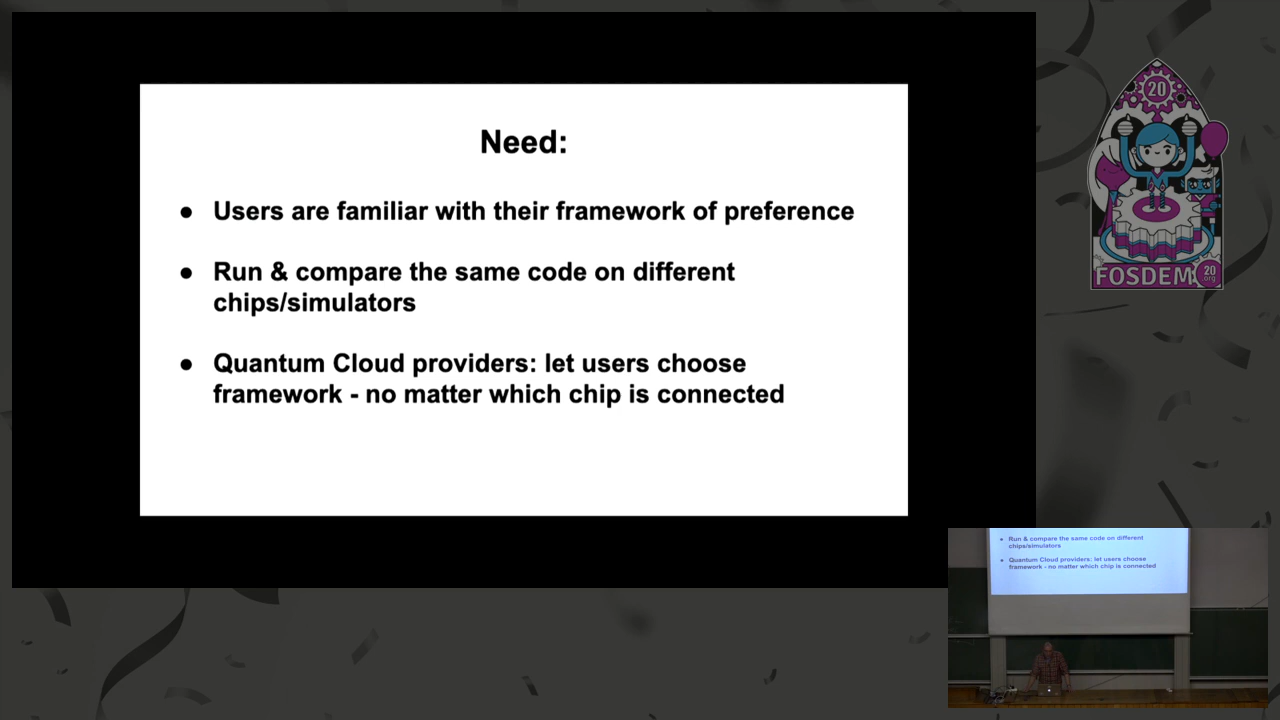 Need:
● Users are familiar with their framework of preference
● Run & compare the same code on different
chips/simulators
● Quantum Cloud providers: let users choose
framework - no matter which chip is connected
20
FOSDEM
20
org
● Run & compare the same code on different
chips/simulators
● Quantum Cloud providers: let users choose
framework - no matter which chip is connected